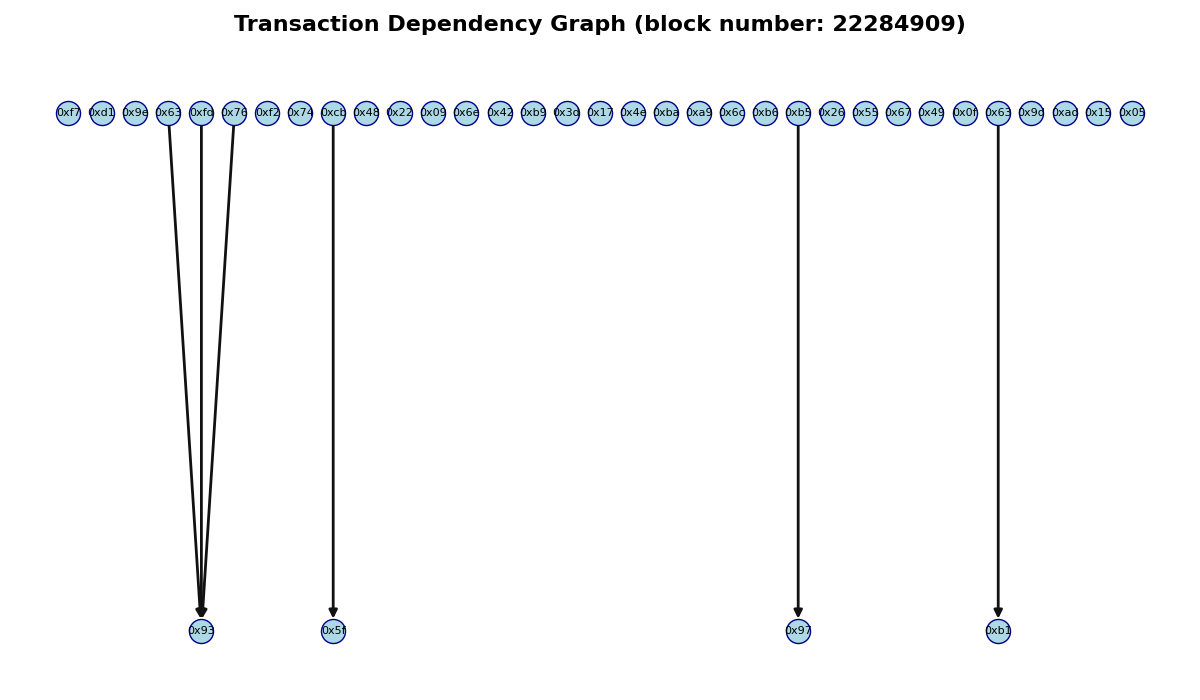 Transaction Dependency Graph (block number: 22284909)
0xf7 0xd1 0x9e 0x63 0xfd 0x76 0xf2 0x74 0xcb 0x48 0x22 0x09 0x6e 0x42 0xb9 0x3d 0x17 0x4e 0xba 0xa9 0x6c 0xb6 0xb5 0x26 0x55 0x67 0x49 0x0f 0x63 0x9d 0xad 0x15 0x05
0x93 0x5f 0x97 0xb1